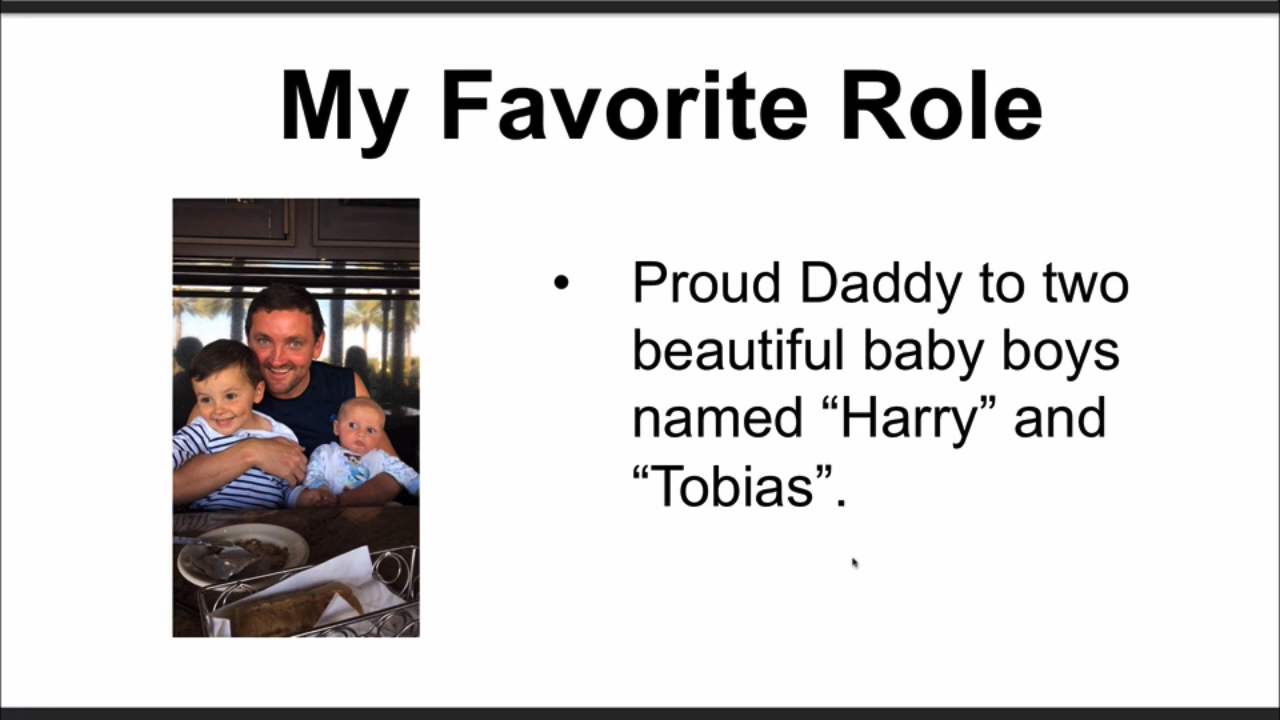 My Favorite Role
• Proud Daddy to two
beautiful baby boys
named “Harry” and
“Tobias”.